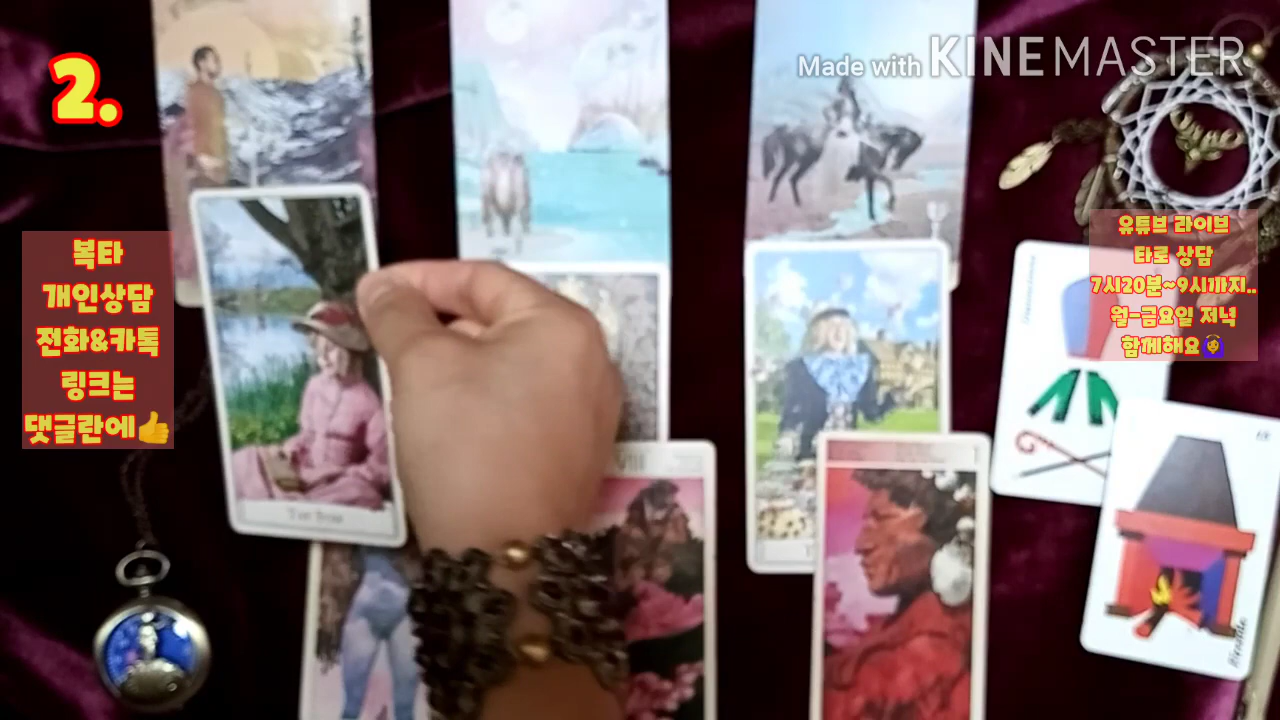 2.
Made with KINEMASTER
복타
개인상담
전화&카톡
링크는
댓글란에👍
유튜브 라이브
타로 상담
7시20분~9시까지..
월-금요일 저녁
함께해요🙆‍♀️